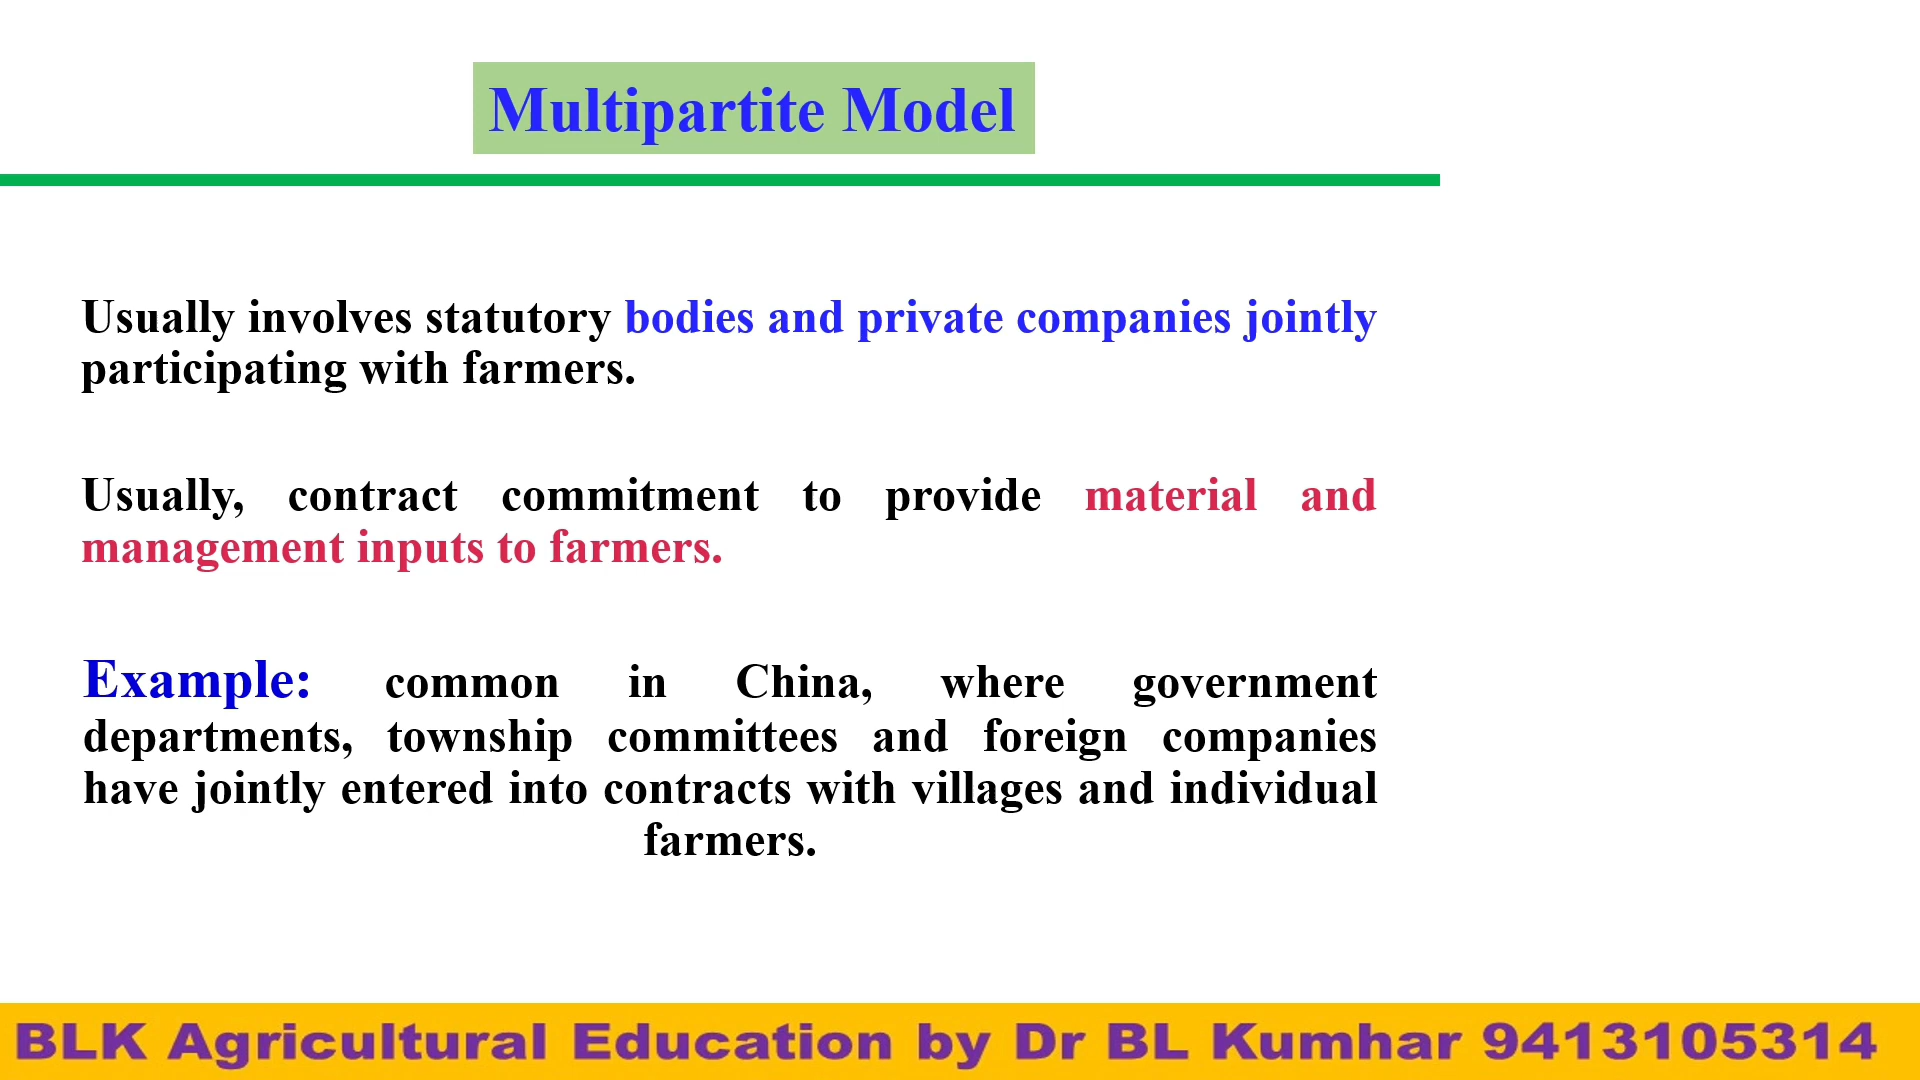 Multipartite Model
Usually involves statutory bodies and private companies jointly
participating with farmers.
Usually, contract commitment to provide material and
management inputs to farmers.
Example: common in China, where government
departments, township committees and foreign companies
have jointly entered into contracts with villages and individual
farmers.
BLK Agricultural Education by Dr BL Kumhar 9413105314